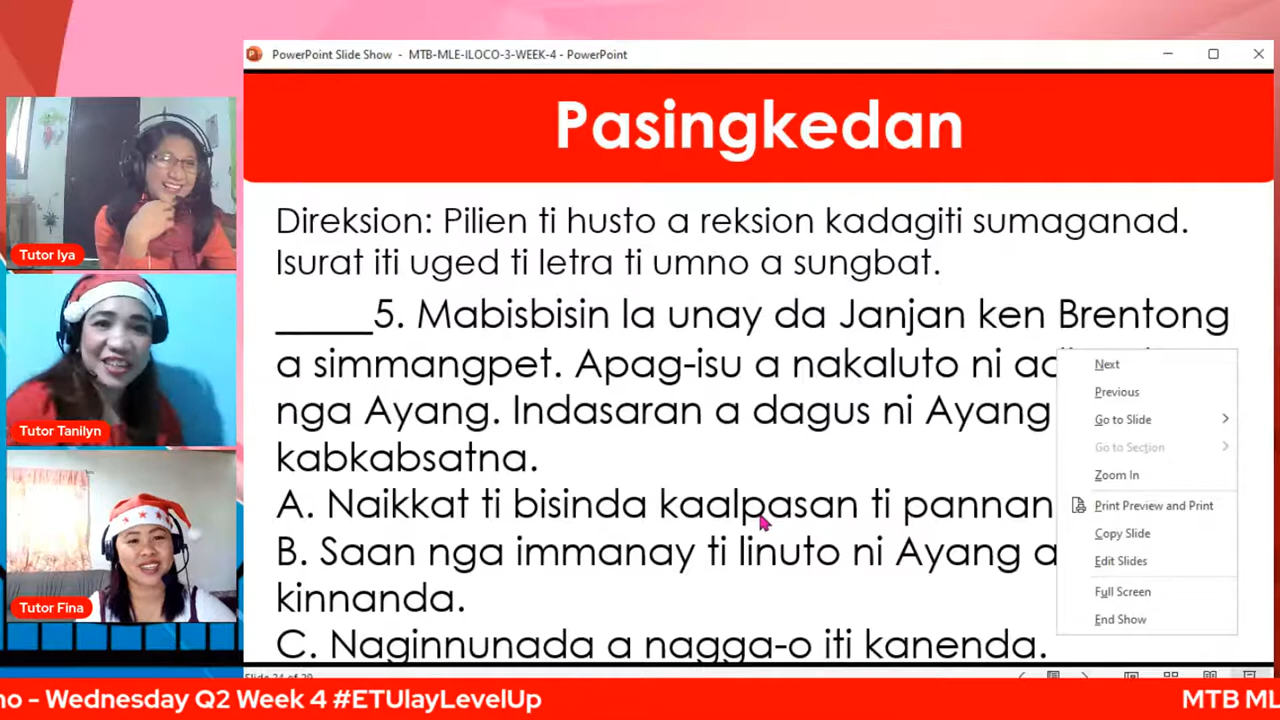 PowerPoint Slide Show - MTB-MLE-ILOCO-3-WEEK-4 - PowerPoint
Pasingkedan
Direksion: Pilien ti husto a reksion kadagiti sumaganad.
Isurat iti uged ti letra ti umno a sungbat.
_____5. Mabisbisin la unay da Janjan ken Brentong
a simmangpet. Apag-isu a nakaluto ni
nga Ayang. Indasaran a dagus ni Ayang
kabkabsatna.
A. Naikkat ti bisinda kaalpasan ti
B. Saan nga immanay ti linuto ni Ayang a
kinnanda.
C. Naginnunada a nagga-o iti kanenda.
Next
Previous
Go to Slide
Go to Section
Zoom In
Print Preview and Print
Copy Slide
Edit Slides
Full Screen
End Show
Tutor Iya
Tutor Tanilyn
Tutor Fina
no - Wednesday Q2 Week 4 #ETUlayLevelUp
MTB ML